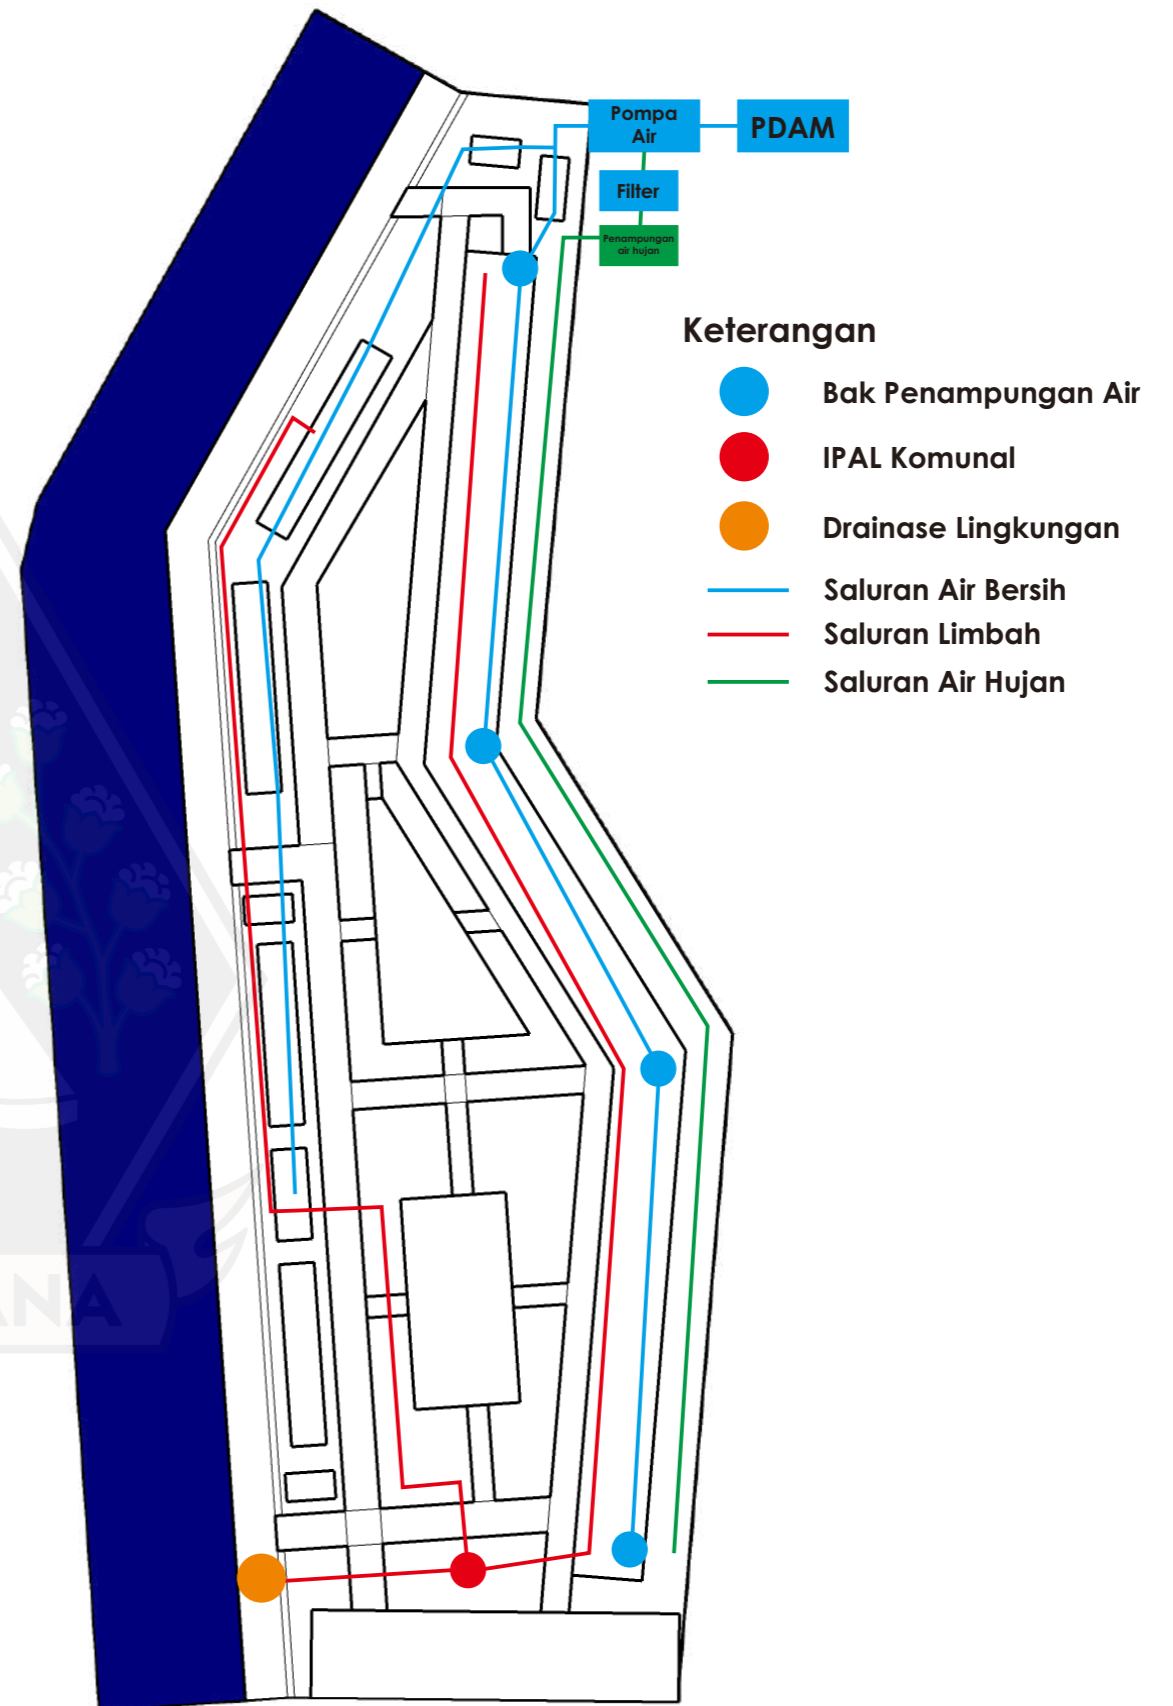 Pompa
Air
PDAM
Filter
Penampungan
air hujan
Keterangan
Bak Penampungan Air
IPAL Komunal
Drainase Lingkungan
Saluran Air Bersih
Saluran Limbah
Saluran Air Hujan
ANA